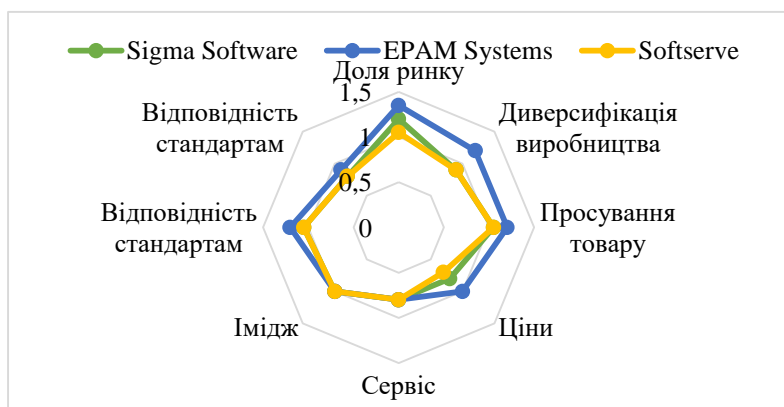 Sigma Software
EPAM Systems
Softserve
Доля ринку
1,5
1
0,5
0
Диверсифікація
виробництва
Просування
товару
Ціни
Сервіс
Імідж
Відповідність
стандартам
Відповідність
стандартам